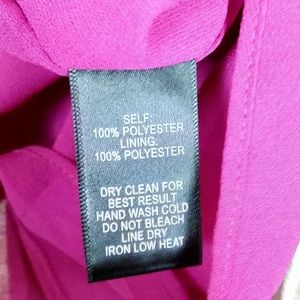 SELF:
100% POLYESTER
LINING:
100% POLYESTER
DRY CLEAN FOR
BEST RESULT
HAND WASH COLD
DO NOT BLEACH
LINE DRY
IRON LOW HEAT